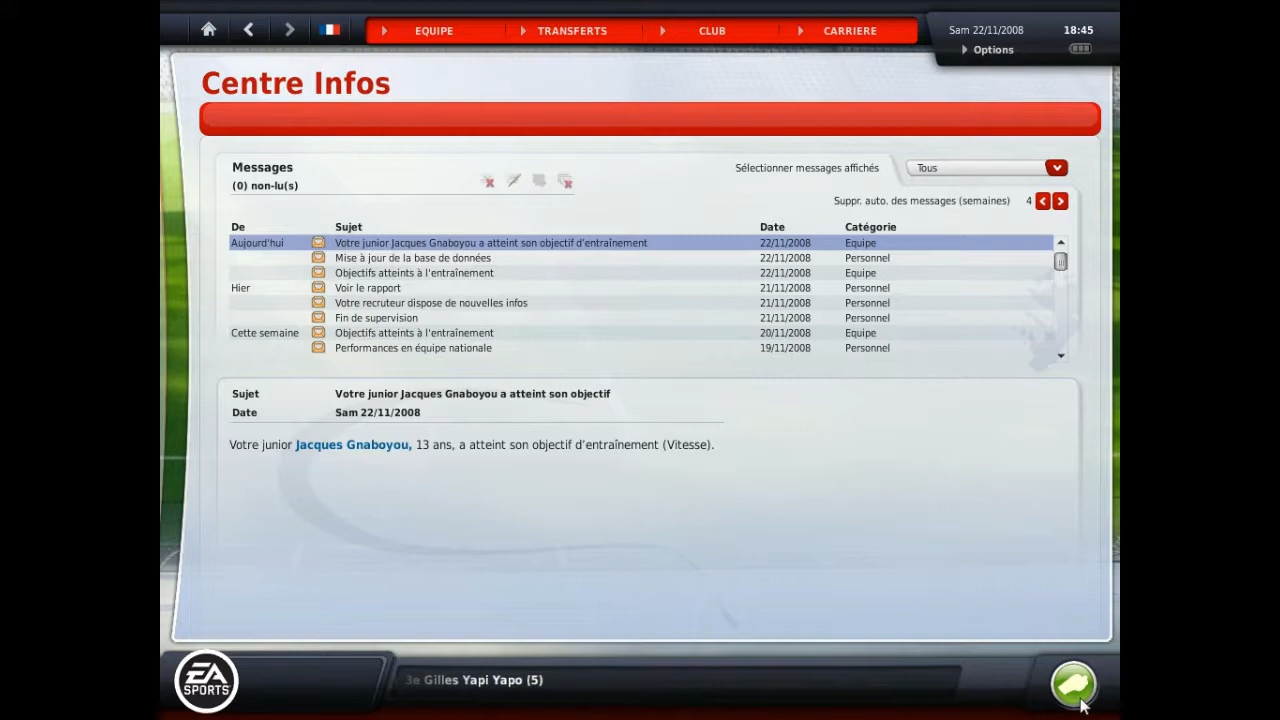 EQUIPE TRANSFERTS CLUB CARRIERE
Sam 22/11/2008 18:45
Options
Centre Infos
Messages
(0) non-lu(s)
Sélectionner messages affichés Tous
Suppr. auto. des messages (semaines) 4
De Sujet Date Catégorie
Aujourd'hui Votre junior Jacques Gnaboyou a atteint son objectif d'entraînement 22/11/2008 Equipe
Mise à jour de la base de données 22/11/2008 Personnel
Objectifs atteints à l'entraînement 22/11/2008 Equipe
Hier Voir le rapport 21/11/2008 Personnel
Votre recruteur dispose de nouvelles infos 21/11/2008 Personnel
Fin de supervision 21/11/2008 Personnel
Cette semaine Objectifs atteints à l'entraînement 20/11/2008 Equipe
Performances en équipe nationale 19/11/2008 Personnel
Sujet Votre junior Jacques Gnaboyou a atteint son objectif
Date Sam 22/11/2008
Votre junior Jacques Gnaboyou, 13 ans, a atteint son objectif d'entraînement (Vitesse).
EA
SPORTS
3e Gilles Yapi Yapo (5)